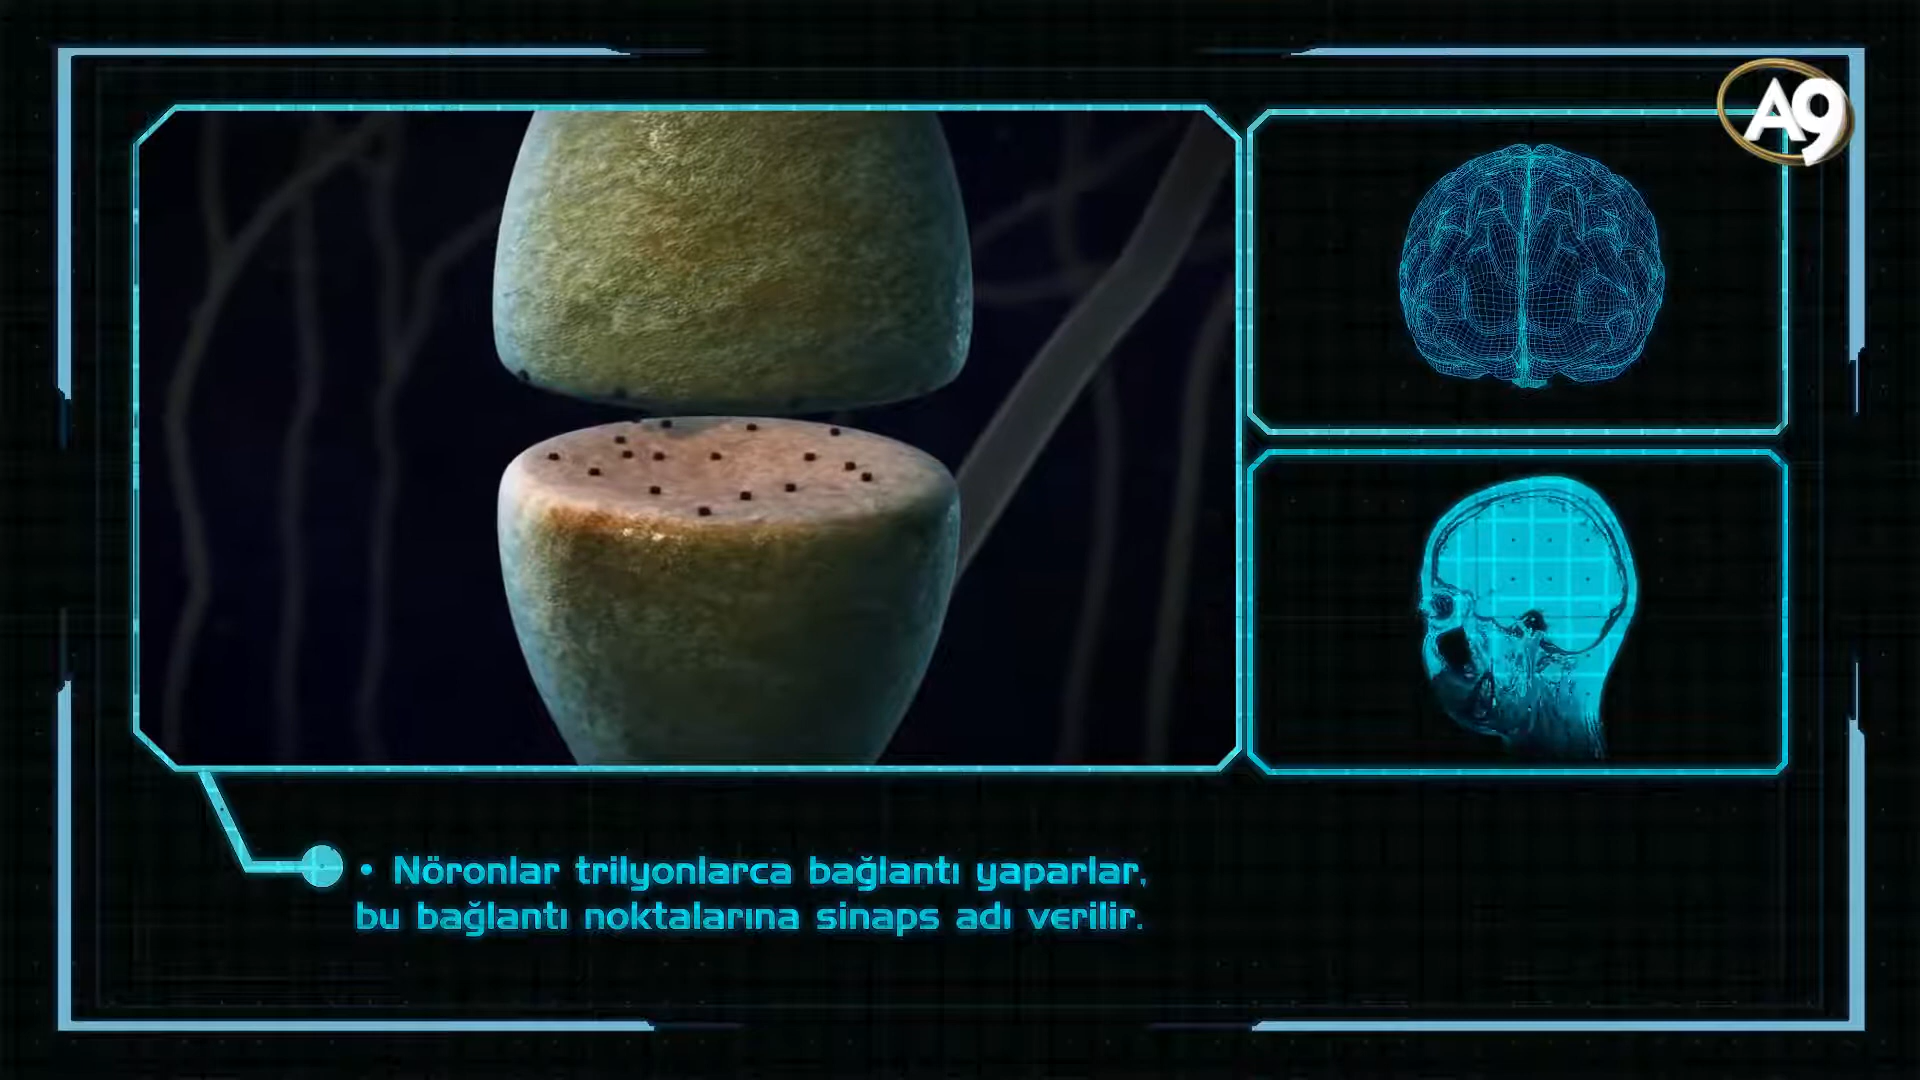 A9
• Nöronlar trilyonlarca bağlantı yaparlar,
bu bağlantı noktalarına sinaps adı verilir.